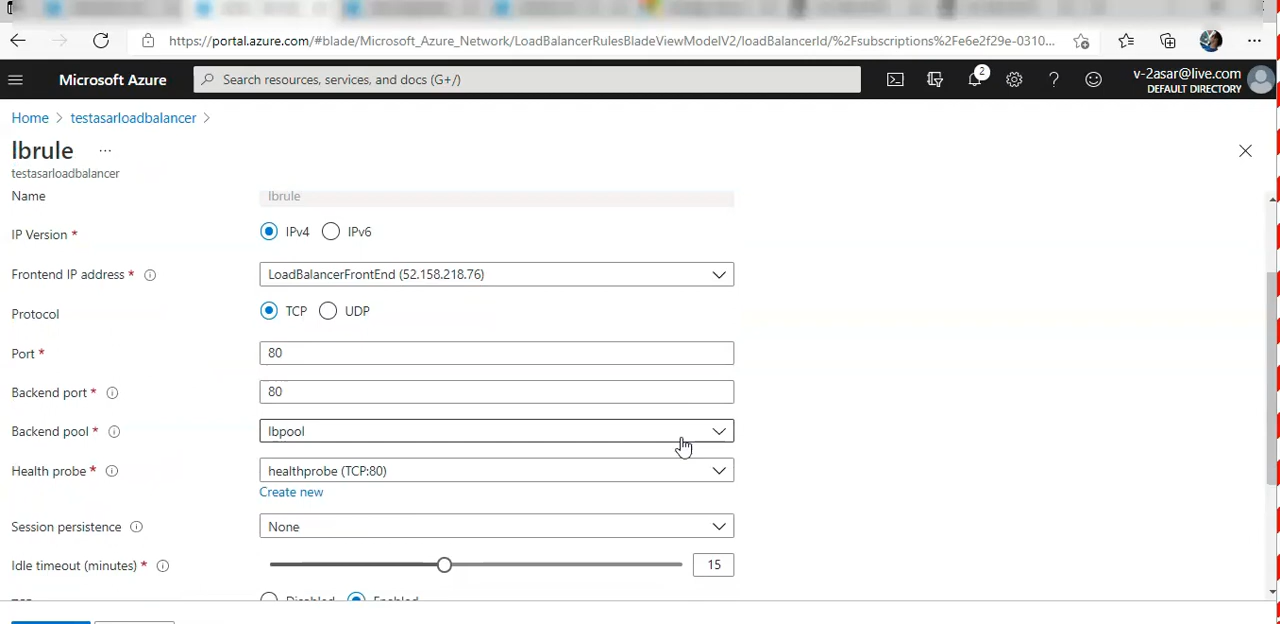 https://portal.azure.com/#blade/Microsoft_Azure_Network/LoadBalancerRulesBladeViewModelV2/loadBalancerId/%2Fsubscriptions%2Fe6e2f29e-0310...
Microsoft Azure
Search resources, services, and docs (G+/)
2
v-2asar@live.com
DEFAULT DIRECTORY
Home > testasarloadbalancer >
lbrule ...
testasarloadbalancer
Name
lbrule
IP Version *
IPv4
IPv6
Frontend IP address *
LoadBalancerFrontEnd (52.158.218.76)
Protocol
TCP
UDP
Port *
80
Backend port *
80
Backend pool *
lbpool
Health probe *
healthprobe (TCP:80)
Create new
Session persistence
None
Idle timeout (minutes) *
15
Disabled
Enabled